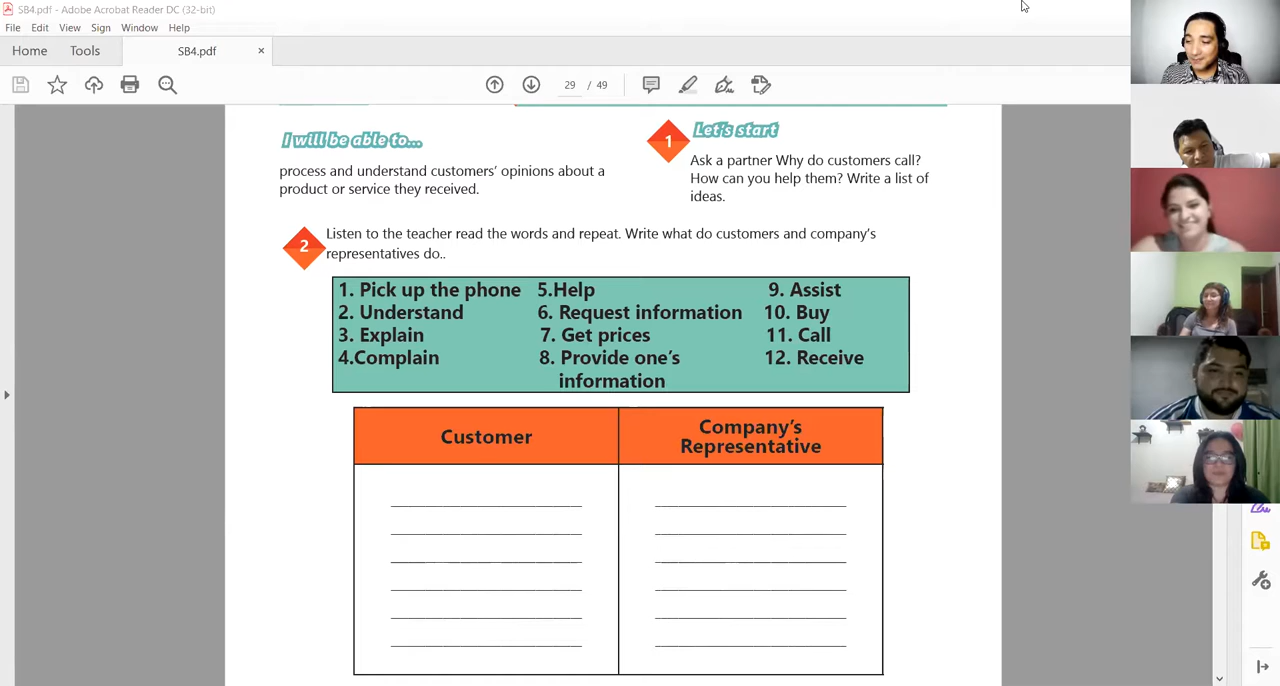 SB4.pdf - Adobe Acrobat Reader DC (32-bit)
File Edit View Sign Window Help
Home Tools SB4.pdf ×
29 / 49
I will be able to...
process and understand customers' opinions about a
product or service they received.
1
Let's start
Ask a partner Why do customers call?
How can you help them? Write a list of
ideas.
2
Listen to the teacher read the words and repeat. Write what do customers and company's
representatives do..
1. Pick up the phone
2. Understand
3. Explain
4.Complain
5.Help
6. Request information
7. Get prices
8. Provide one's
information
9. Assist
10. Buy
11. Call
12. Receive
Customer
Company's
Representative